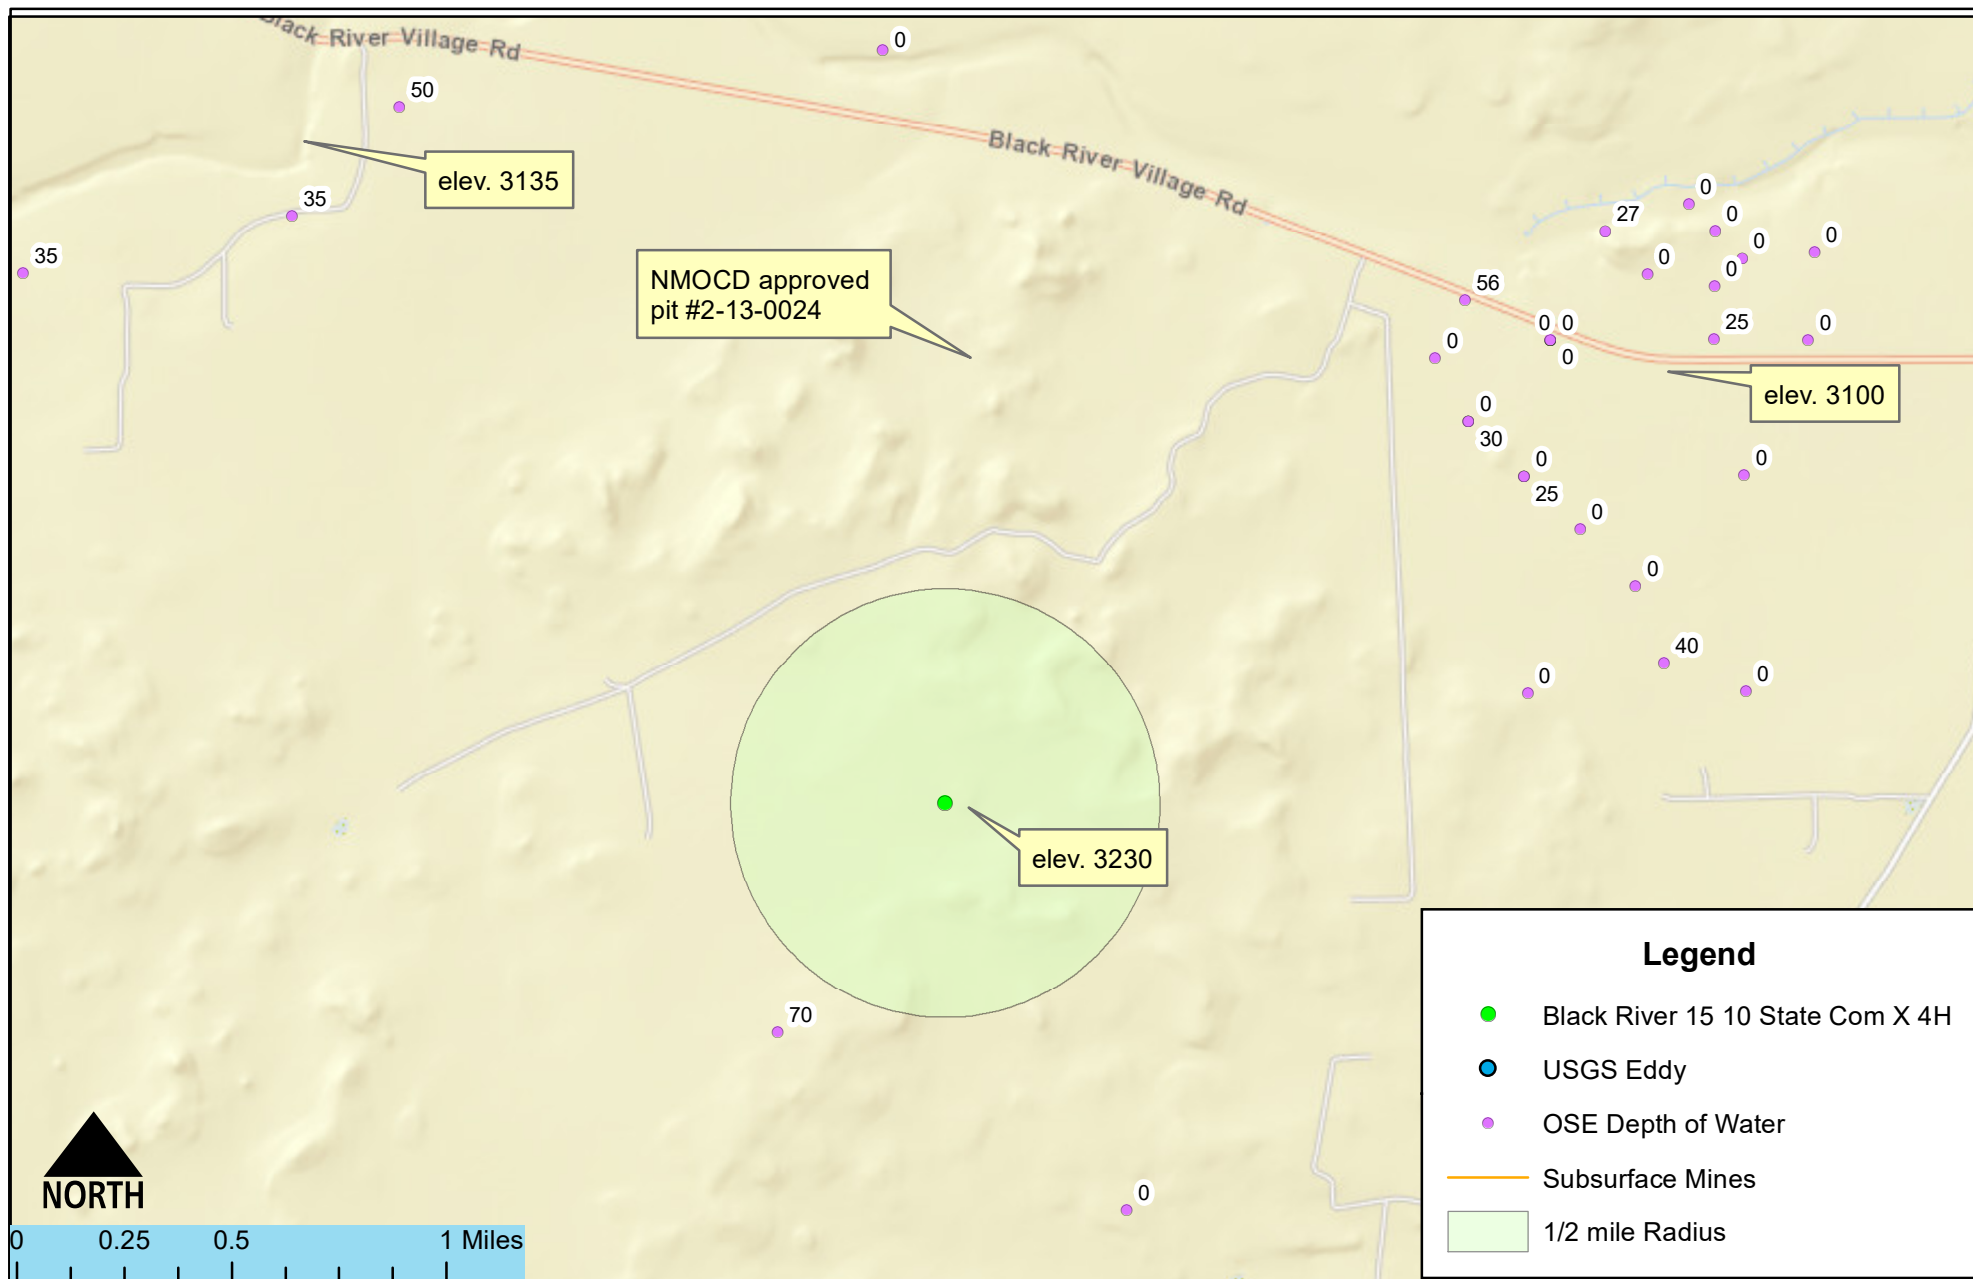 Black River Village Rd
0
50
elev. 3135
Black River Village Rd
35
35
NMOCD approved
pit #2-13-0024
0
27
0
0
0
0
0
56
0 0
25
0
0
0
elev. 3100
0
30
0
25
0
0
0
40
0
0
elev. 3230
70
0
Legend
Black River 15 10 State Com X 4H
USGS Eddy
OSE Depth of Water
Subsurface Mines
1/2 mile Radius
NORTH
0 0.25 0.5 1 Miles